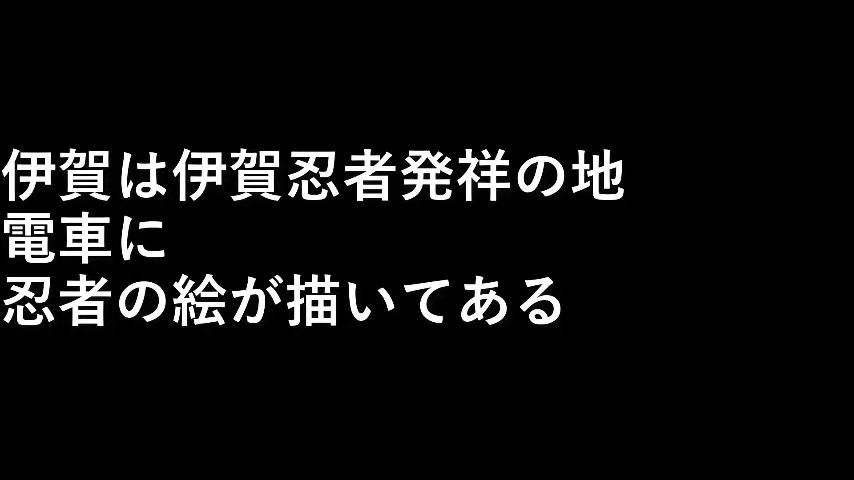 伊賀は伊賀忍者発祥の地
電車に
忍者の絵が描いてある